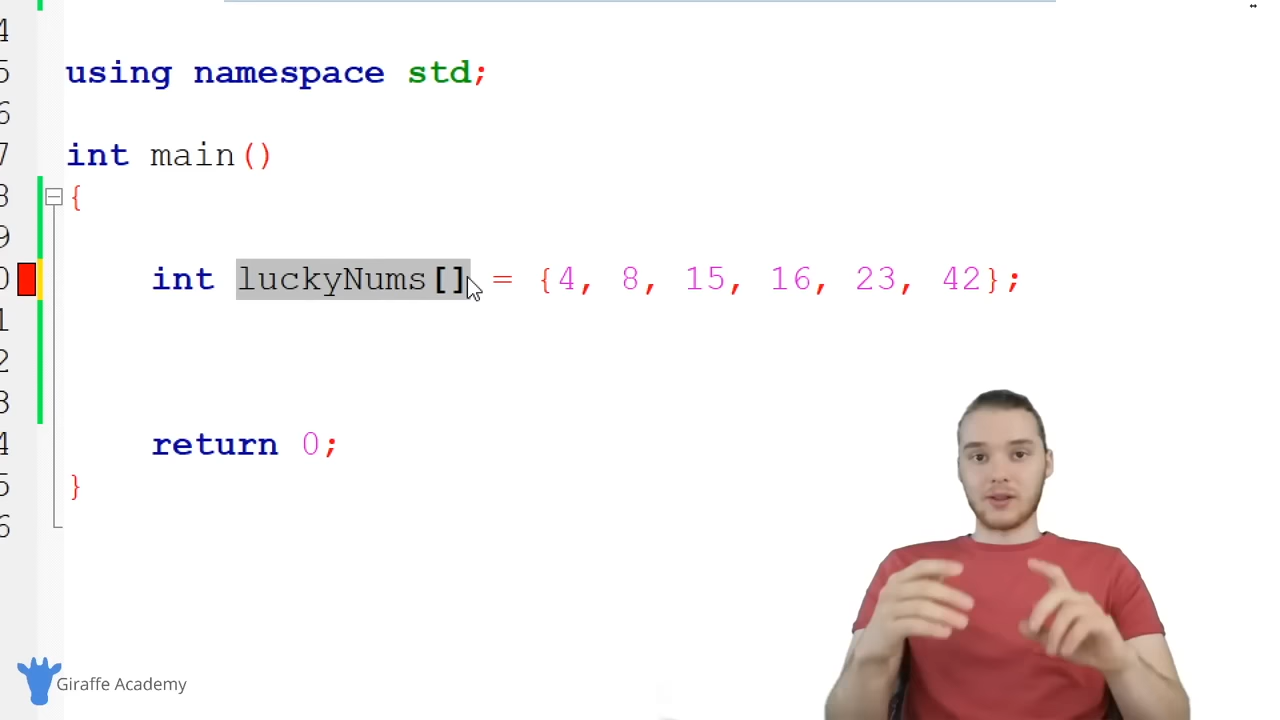 4
5 using namespace std;
6
7 int main()
8 {
9
0 int luckyNums[] = {4, 8, 15, 16, 23, 42};
1
2
3
4 return 0;
5 }
6
Giraffe Academy